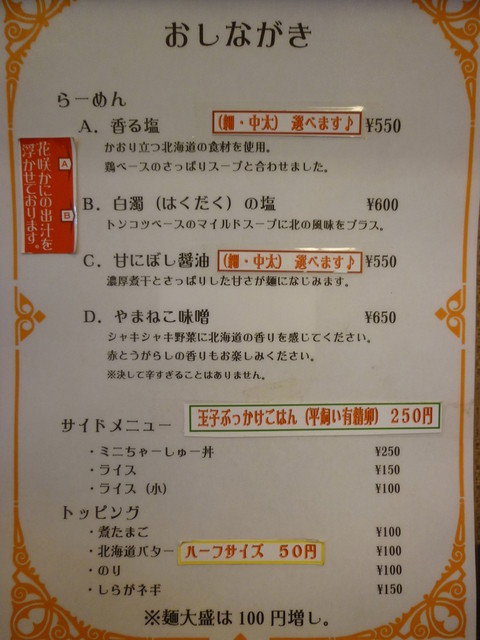 おしながき
らーめん
A. 香る塩 (細・中太) 選べます♪ ¥550
かおり立つ北海道の食材を使用。
鶏ベースのさっぱりスープと合わせました。
花咲かにの出汁を
浮かせております。
A
B
B. 白濁(はくだく)の塩 ¥600
トンコツベースのマイルドスープに北の風味をプラス。
C. 甘にぼし醤油 (細・中太) 選べます♪ ¥550
濃厚煮干とさっぱりした甘さが麺になじみます。
D. やまねこ味噌 ¥650
シャキシャキ野菜に北海道の香りを感じてください。
赤とうがらしの香りもお楽しみください。
※決して辛すぎることはありません。
玉子ぶっかけごはん (平飼い有精卵) 250円
サイドメニュー
・ミニちゃーしゅー丼 ¥250
・ライス ¥150
・ライス (小) ¥100
トッピング
・煮たまご ¥100
・北海道バター ハーフサイズ 50円 ¥100
・のり ¥100
・しらがネギ ¥150
※麺大盛は100円増し。